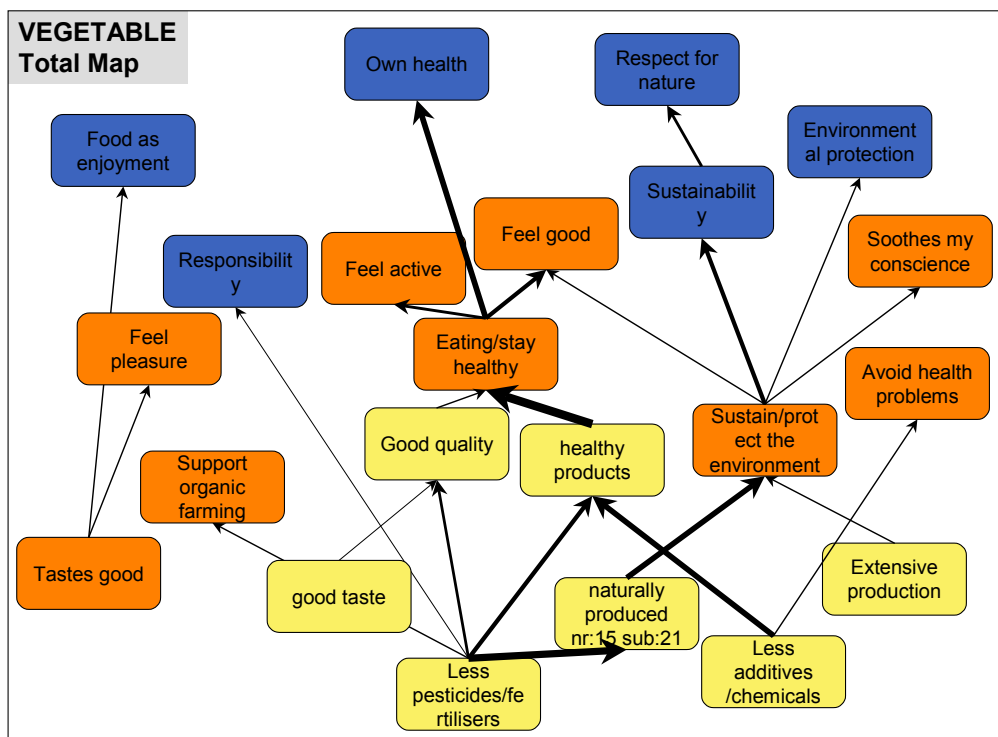 VEGETABLE
Total Map
Own health
Respect for
nature
Food as
enjoyment
Environment
al protection
Sustainabilit
y
Feel good
Soothes my
conscience
Responsibilit
y
Feel active
Feel
pleasure
Eating/stay
healthy
Avoid health
problems
Good quality
healthy
products
Sustain/prot
ect the
environment
Support
organic
farming
Tastes good
good taste
naturally
produced
nr:15 sub:21
Extensive
production
Less
pesticides/fe
rtilisers
Less
additives
/chemicals